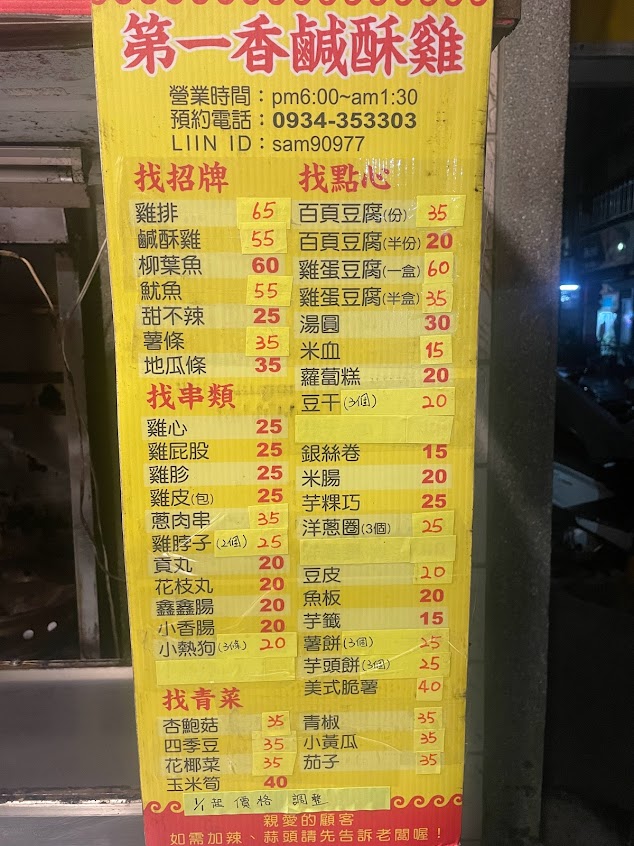 第一香鹹酥雞
營業時間：pm6:00~am1:30
預約電話：0934-353303
LIIN ID：sam90977
找招牌
雞排 65
鹹酥雞 55
柳葉魚 60
魷魚 55
甜不辣 25
薯條 35
地瓜條 35
找串類
雞心 25
雞屁股 25
雞胗 25
雞皮(包) 25
蔥肉串 35
雞脖子(2個) 25
貢丸 20
花枝丸 20
鑫鑫腸 20
小香腸 20
小熱狗(3條) 20
找點心
百頁豆腐(份) 35
百頁豆腐(半份) 20
雞蛋豆腐(一盒) 60
雞蛋豆腐(半盒) 35
湯圓 30
米血 15
蘿蔔糕 20
豆干(3個) 20
銀絲卷 15
米腸 20
芋粿巧 25
洋蔥圈(3個) 25
豆皮 20
魚板 20
芋籤 15
薯餅(3個) 25
芋頭餅(3個) 25
美式脆薯 40
找青菜
杏鮑菇 35
四季豆 35
花椰菜 35
玉米筍 40
青椒 35
小黃瓜 35
茄子 35
1/1起 價格 調整
親愛的顧客
如需加辣、蒜頭請先告訴老闆喔！